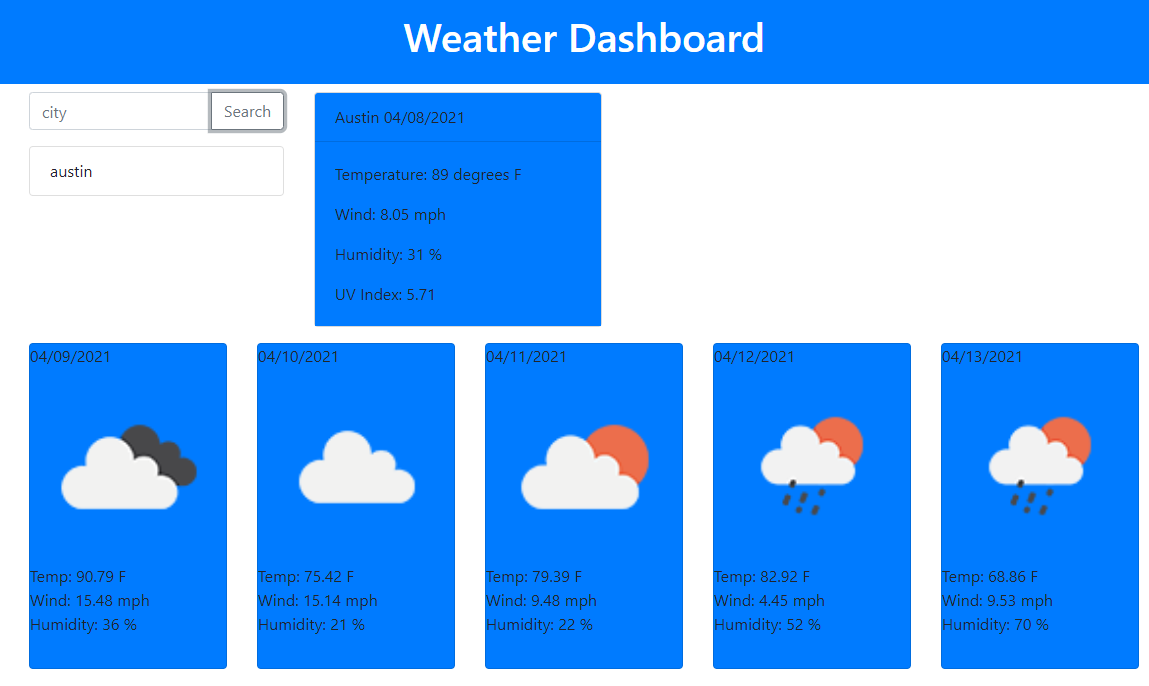 Weather Dashboard
city
Search
austin
Austin 04/08/2021
Temperature: 89 degrees F
Wind: 8.05 mph
Humidity: 31 %
UV Index: 5.71
04/09/2021
Temp: 90.79 F
Wind: 15.48 mph
Humidity: 36 %
04/10/2021
Temp: 75.42 F
Wind: 15.14 mph
Humidity: 21 %
04/11/2021
Temp: 79.39 F
Wind: 9.48 mph
Humidity: 22 %
04/12/2021
Temp: 82.92 F
Wind: 4.45 mph
Humidity: 52 %
04/13/2021
Temp: 68.86 F
Wind: 9.53 mph
Humidity: 70 %